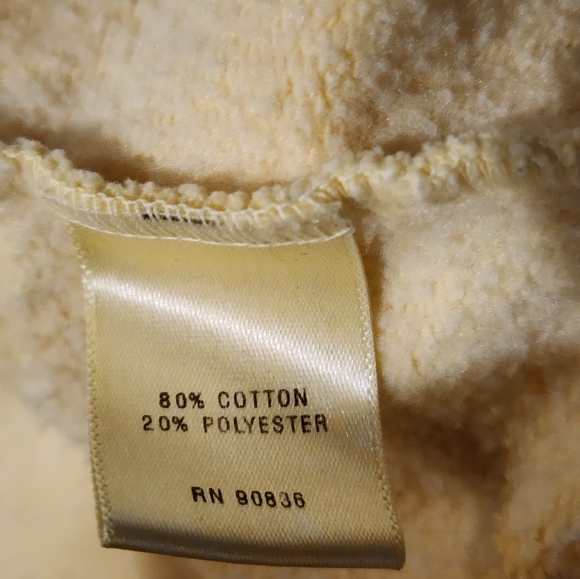 80% COTTON
20% POLYESTER
RN 90836